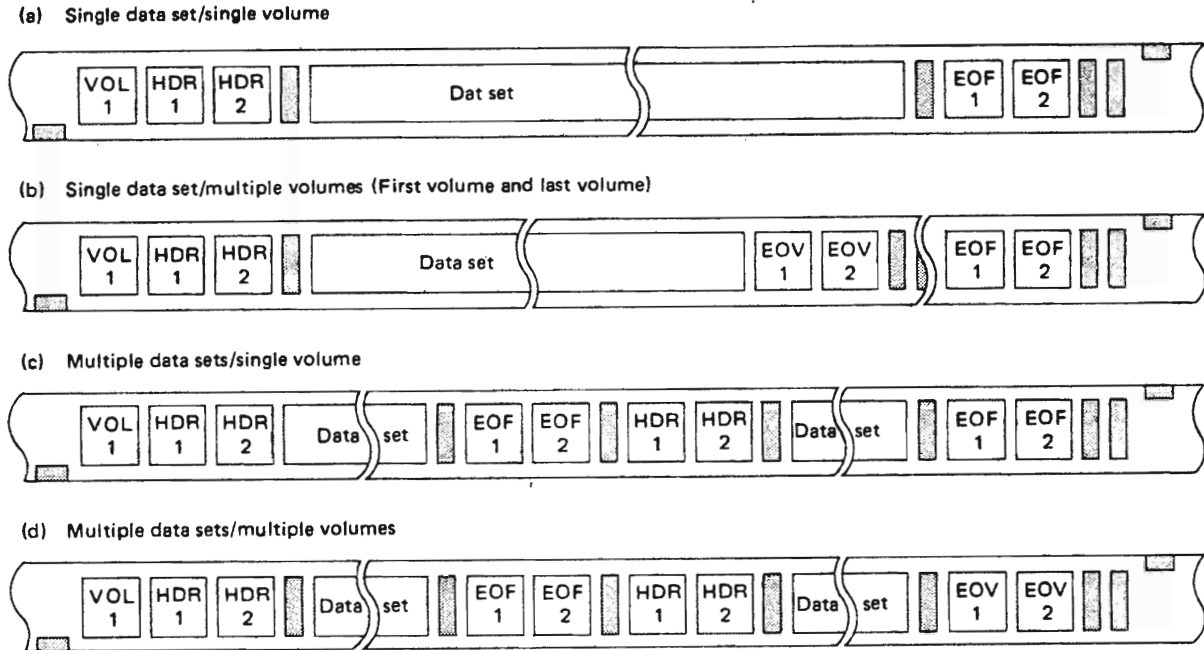 (a) Single data set/single volume
VOL 1 HDR 1 HDR 2 Dat set EOF 1 EOF 2
(b) Single data set/multiple volumes (First volume and last volume)
VOL 1 HDR 1 HDR 2 Data set EOV 1 EOV 2 EOF 1 EOF 2
(c) Multiple data sets/single volume
VOL 1 HDR 1 HDR 2 Data set EOF 1 EOF 2 HDR 1 HDR 2 Data set EOF 1 EOF 2
(d) Multiple data sets/multiple volumes
VOL 1 HDR 1 HDR 2 Data set EOF 1 EOF 2 HDR 1 HDR 2 Data set EOV 1 EOV 2